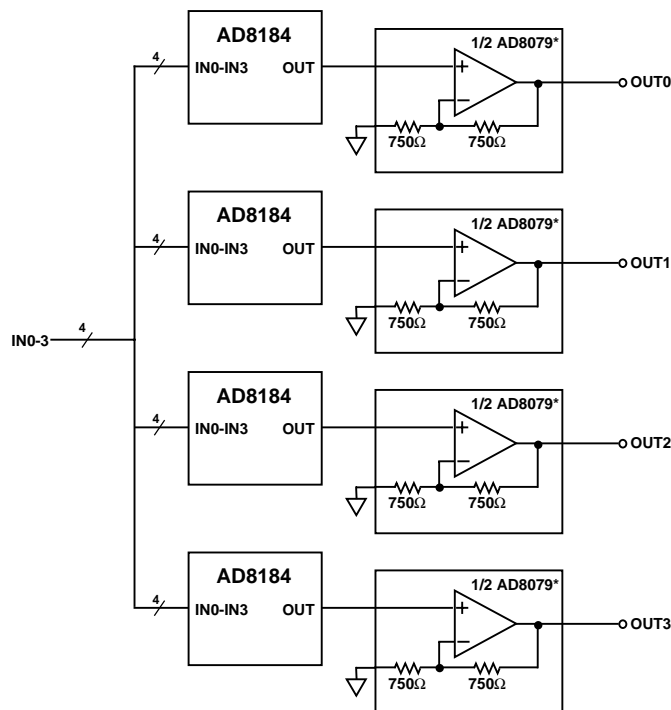 AD8184
4
IN0-IN3 OUT
1/2 AD8079*
+
−
750Ω 750Ω
OUT0
AD8184
4
IN0-IN3 OUT
1/2 AD8079*
+
−
750Ω 750Ω
OUT1
IN0-3
4
AD8184
4
IN0-IN3 OUT
1/2 AD8079*
+
−
750Ω 750Ω
OUT2
AD8184
4
IN0-IN3 OUT
1/2 AD8079*
+
−
750Ω 750Ω
OUT3